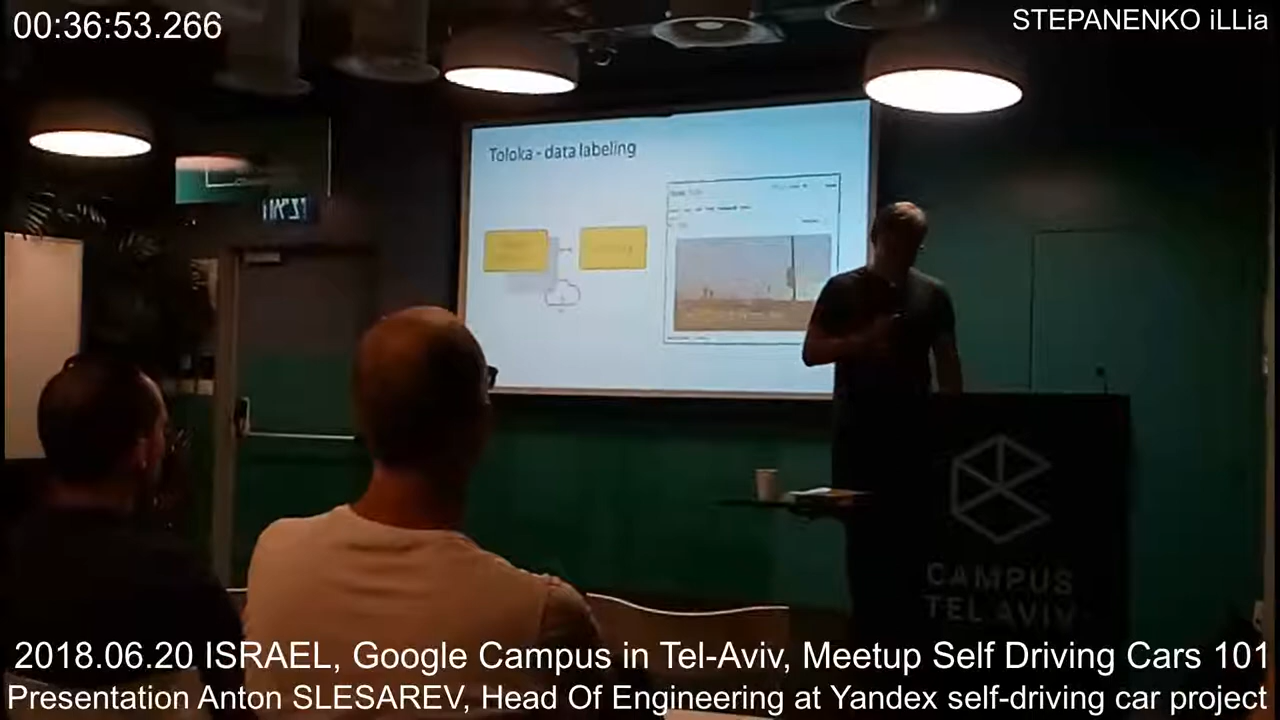 00:36:53.266
STEPANENKO iLLia
Toloka - data labeling
CAMPUS
TEL AVIV
2018.06.20 ISRAEL, Google Campus in Tel-Aviv, Meetup Self Driving Cars 101
Presentation Anton SLESAREV, Head Of Engineering at Yandex self-driving car project